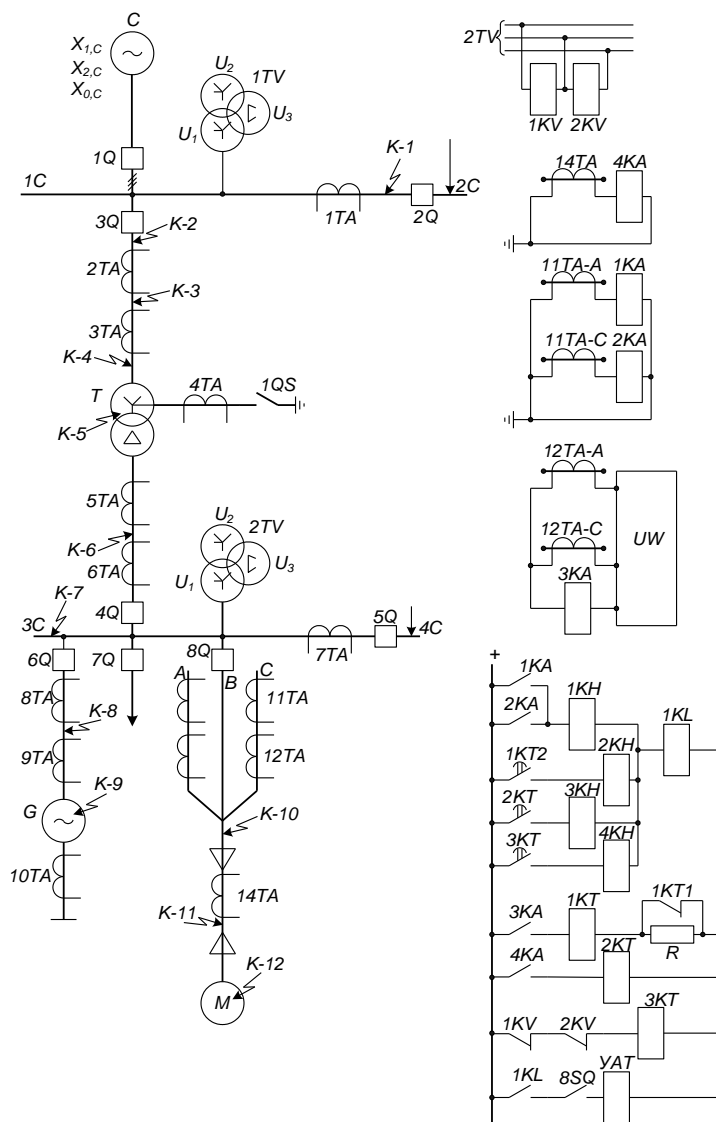 C
X1,C
X2,C
X0,C
1Q
1C
U2
1TV
U3
U1
K-1
2C
1TA
2Q
3Q
K-2
2TA
K-3
3TA
K-4
T
4TA
1QS
K-5
5TA
K-6
6TA
U2
2TV
U3
U1
K-7
4Q
3C
5Q
4C
7TA
6Q
7Q
8Q
A
B
C
8TA
K-8
9TA
11TA
12TA
G
K-9
K-10
10TA
14TA
K-11
K-12
M
2TV
1KV
2KV
14TA
4KA
11TA-A
1KA
11TA-C
2KA
12TA-A
12TA-C
UW
3KA
+
1KA
1KH
2KA
1KL
1KT2
2KH
2KT
3KH
3KT
4KH
3KA
1KT
1KT1
R
4KA
2KT
1KV
2KV
3KT
1KL
8SQ
УАТ